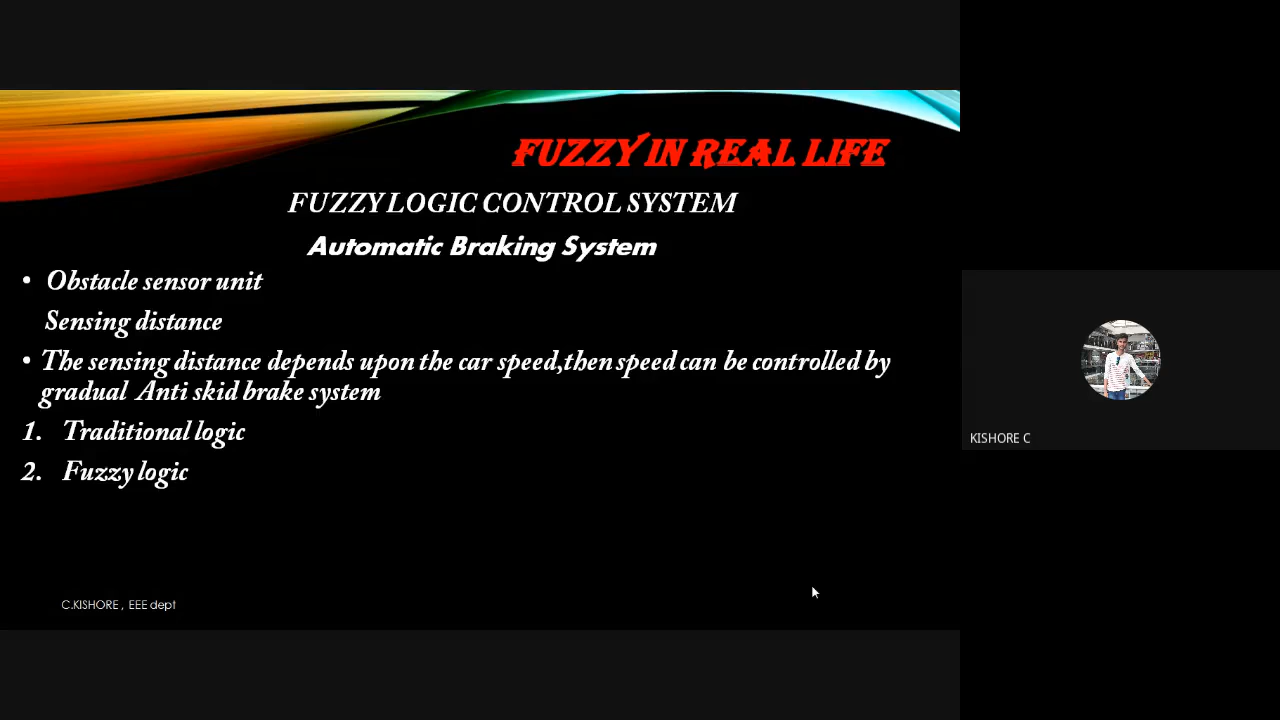 FUZZY IN REAL LIFE
FUZZY LOGIC CONTROL SYSTEM
Automatic Braking System
• Obstacle sensor unit
Sensing distance
• The sensing distance depends upon the car speed,then speed can be controlled by
gradual Anti skid brake system
1. Traditional logic
2. Fuzzy logic
C.KISHORE , EEE dept
KISHORE C